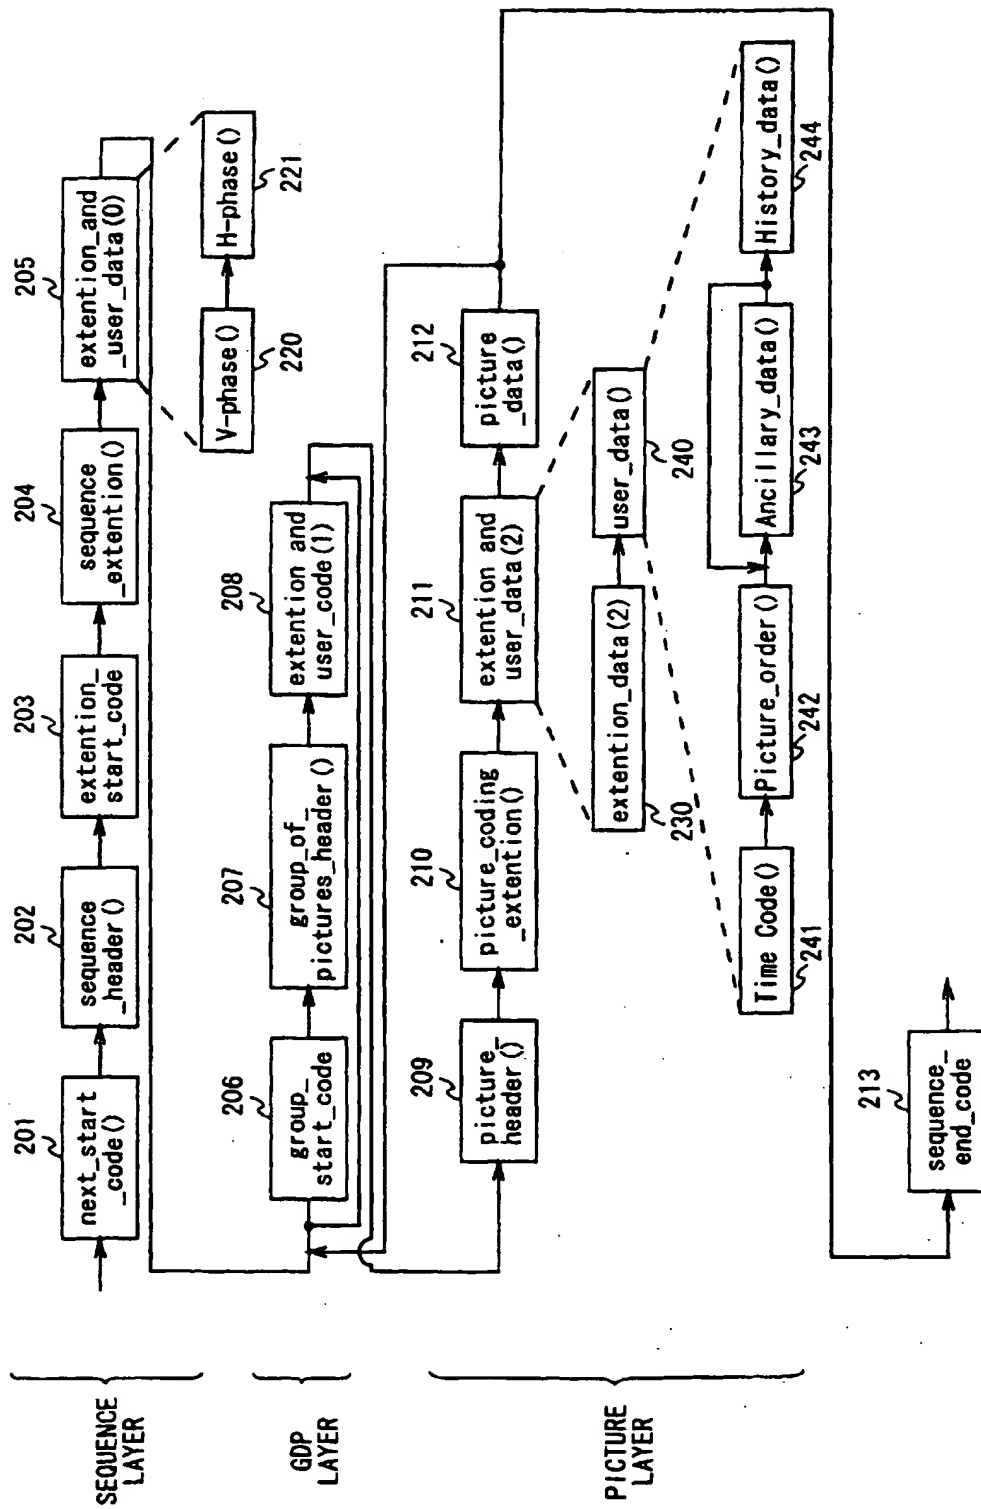 SEQUENCE
LAYER
201
next_start
_code()
202
sequence
_header()
203
extention_
start_code
204
sequence
_extention()
205
extention_and
_user_data(0)
V-phase()
220
H-phase()
221
GDP
LAYER
206
group_
start_code
207
group_of_
pictures_header()
208
extention and
user_code(1)
PICTURE
LAYER
209
picture_
header()
210
picture_coding
_extention()
211
extention and
user_data(2)
212
picture
_data()
extention_data(2)
230
user_data()
240
Time Code()
241
Picture_order()
242
Ancillary_data()
243
History_data()
244
213
sequence_
end_code